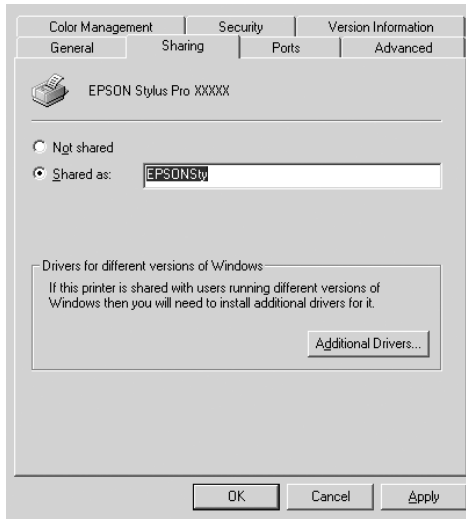 Color Management Security Version Information
General Sharing Ports Advanced
EPSON Stylus Pro XXXXX
Not shared
Shared as: EPSONSty
Drivers for different versions of Windows
If this printer is shared with users running different versions of
Windows then you will need to install additional drivers for it.
Additional Drivers...
OK Cancel Apply